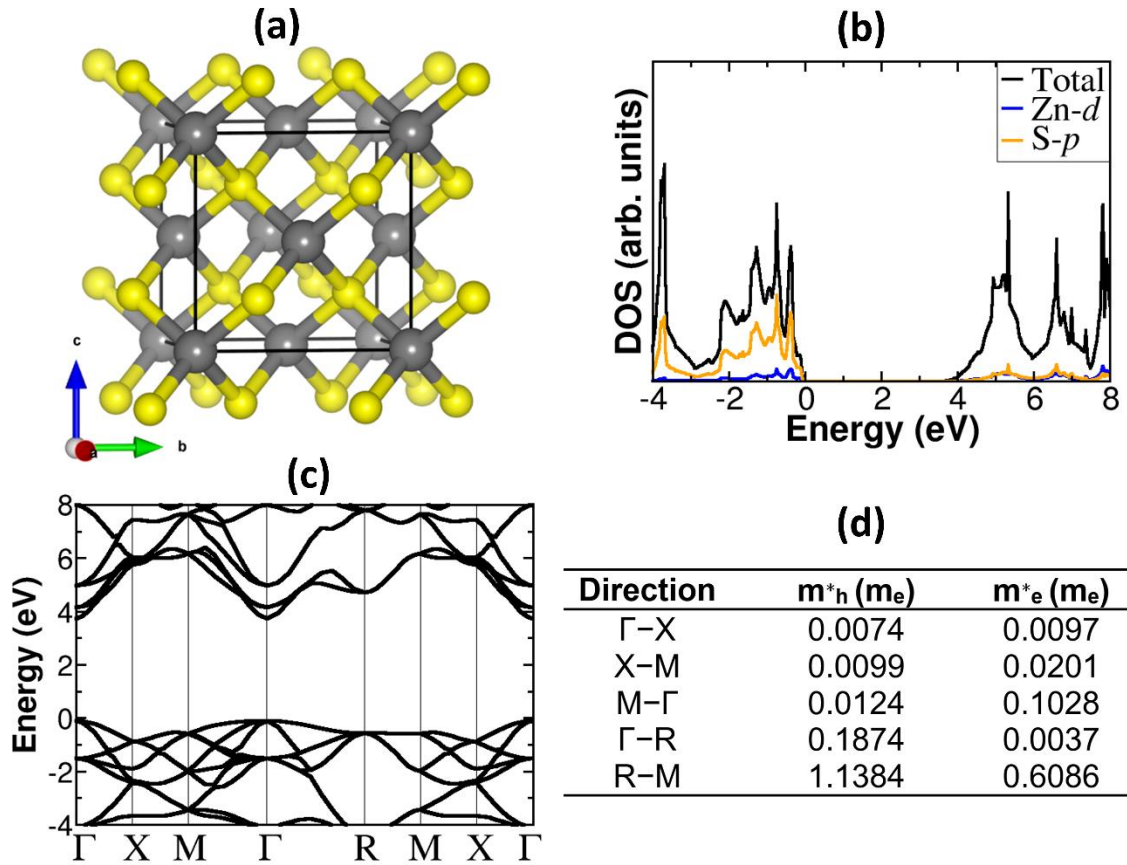 (a)
c
a
b
(b)
DOS (arb. units)
Total
Zn-d
S-p
-4 -2 0 2 4 6 8
Energy (eV)
(c)
Energy (eV)
8
6
4
2
0
-2
-4
Γ X M Γ R M X Γ
(d)
Direction m*h (me) m*e (me)
Γ−X 0.0074 0.0097
X−M 0.0099 0.0201
M−Γ 0.0124 0.1028
Γ−R 0.1874 0.0037
R−M 1.1384 0.6086